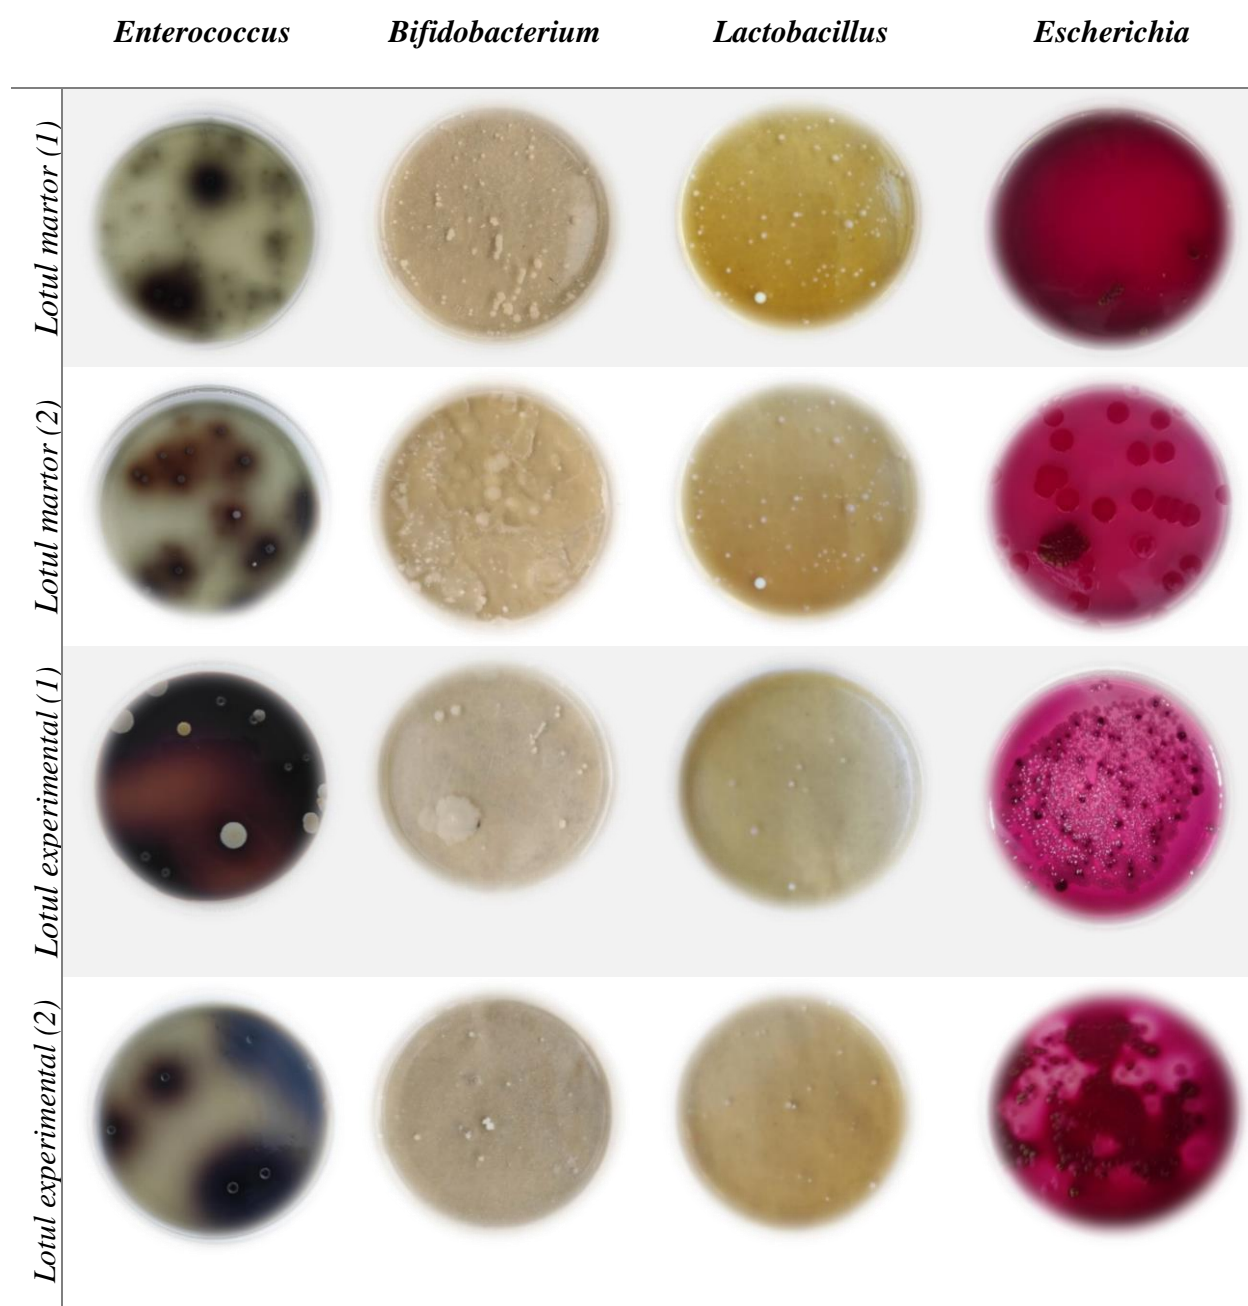 Enterococcus Bifidobacterium Lactobacillus Escherichia
Lotul martor (1)
Lotul martor (2)
Lotul experimental (1)
Lotul experimental (2)